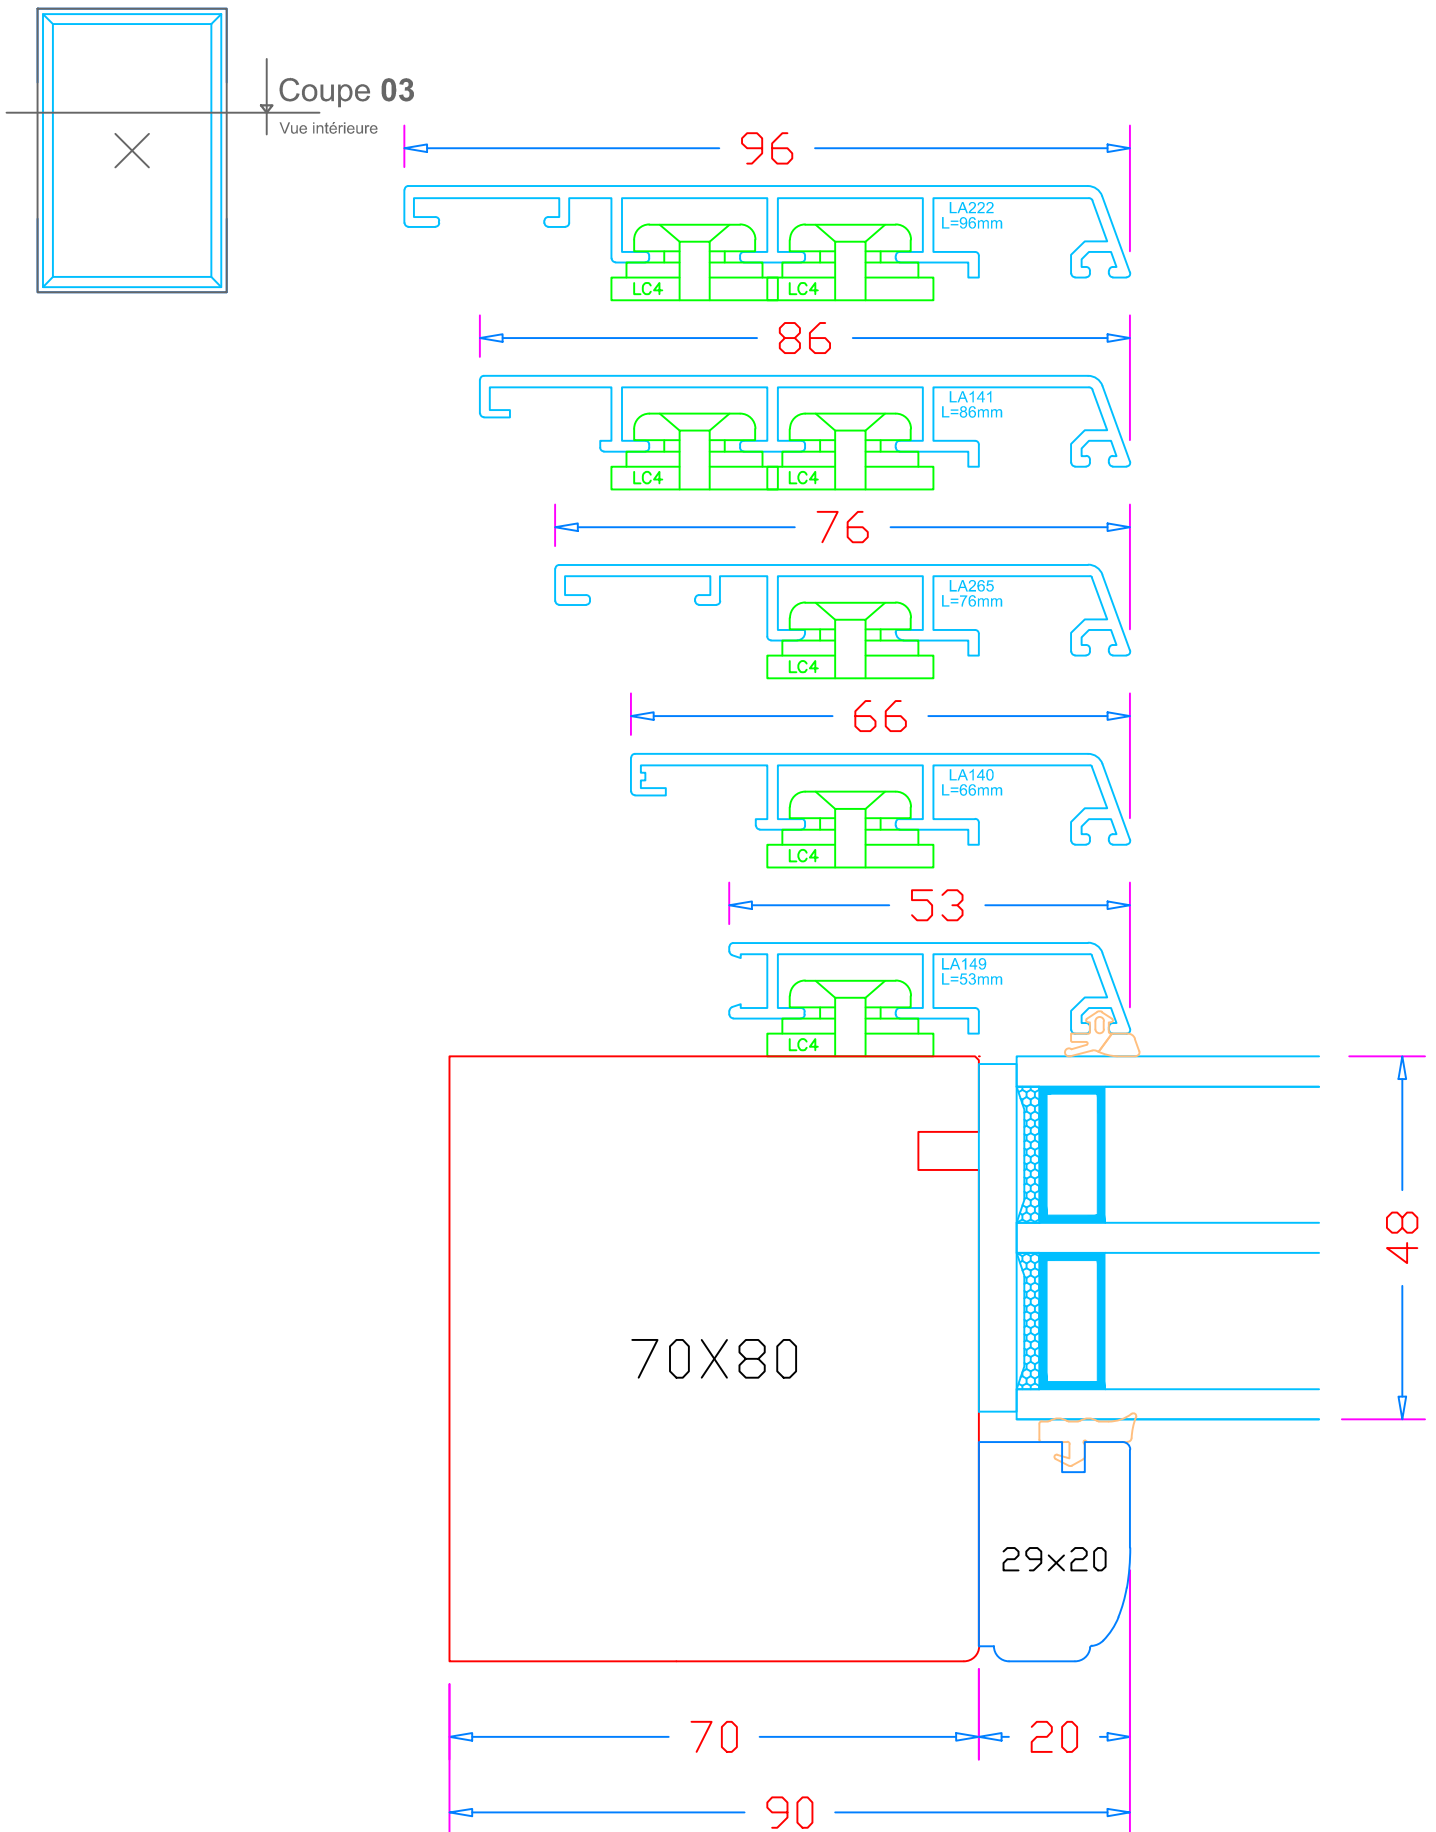 Coupe 03
Vue intérieure
96
LA222
L=96mm
LC4 LC4
86
LA141
L=86mm
LC4 LC4
76
LA265
L=76mm
LC4
66
LA140
L=66mm
LC4
53
LA149
L=53mm
LC4
48
70X80
29x20
70 20
90